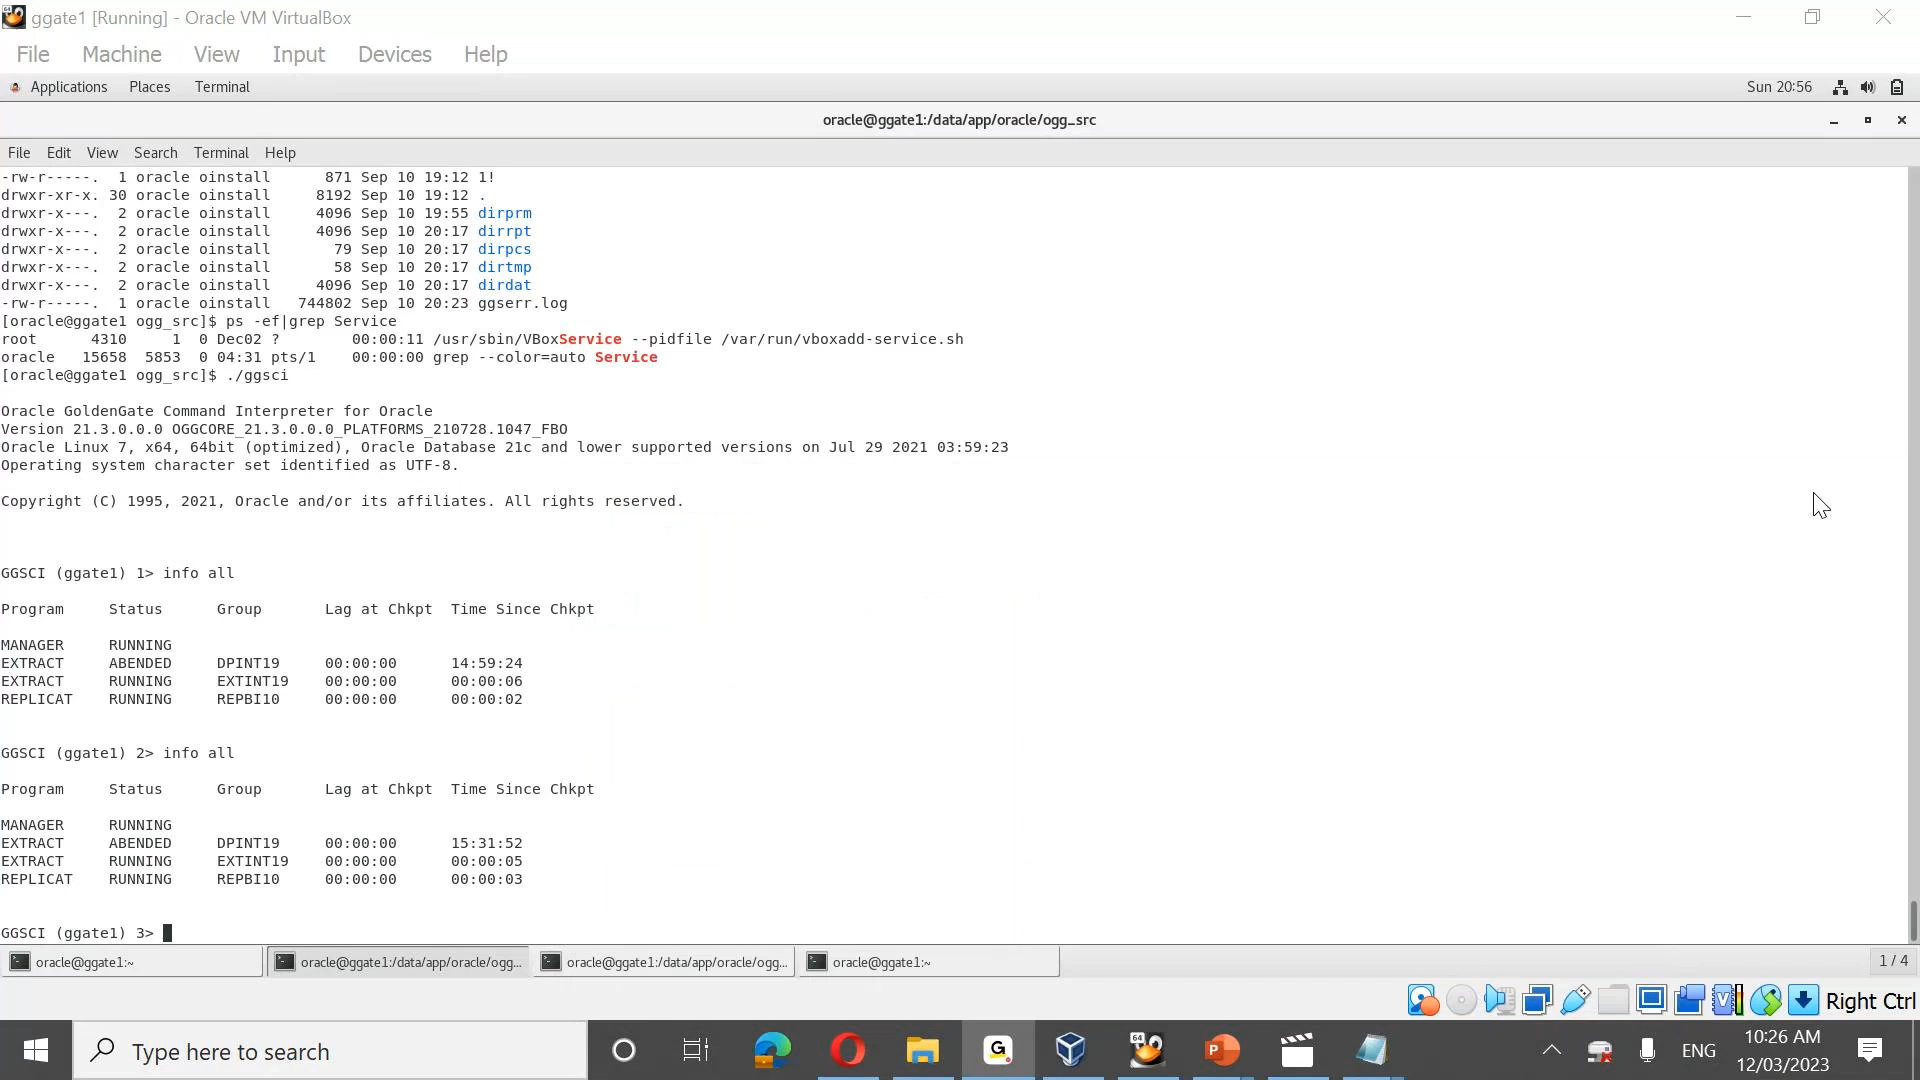 ggate1 [Running] - Oracle VM VirtualBox
File Machine View Input Devices Help
Applications Places Terminal Sun 20:56
oracle@ggate1:/data/app/oracle/ogg_src
File Edit View Search Terminal Help
-rw-r-----. 1 oracle oinstall 871 Sep 10 19:12 1!
drwxr-xr-x. 30 oracle oinstall 8192 Sep 10 19:12 .
drwxr-x---. 2 oracle oinstall 4096 Sep 10 19:55 dirprm
drwxr-x---. 2 oracle oinstall 4096 Sep 10 20:17 dirrpt
drwxr-x---. 2 oracle oinstall 79 Sep 10 20:17 dirpcs
drwxr-x---. 2 oracle oinstall 58 Sep 10 20:17 dirtmp
drwxr-x---. 2 oracle oinstall 4096 Sep 10 20:17 dirdat
-rw-r-----. 1 oracle oinstall 744802 Sep 10 20:23 ggserr.log
[oracle@ggate1 ogg_src]$ ps -ef|grep Service
root 4310 1 0 Dec02 ? 00:00:11 /usr/sbin/VBoxService --pidfile /var/run/vboxadd-service.sh
oracle 15658 5853 0 04:31 pts/1 00:00:00 grep --color=auto Service
[oracle@ggate1 ogg_src]$ ./ggsci
Oracle GoldenGate Command Interpreter for Oracle
Version 21.3.0.0.0 OGGCORE_21.3.0.0.0_PLATFORMS_210728.1047_FBO
Oracle Linux 7, x64, 64bit (optimized), Oracle Database 21c and lower supported versions on Jul 29 2021 03:59:23
Operating system character set identified as UTF-8.
Copyright (C) 1995, 2021, Oracle and/or its affiliates. All rights reserved.
GGSCI (ggate1) 1> info all
Program Status Group Lag at Chkpt Time Since Chkpt
MANAGER RUNNING
EXTRACT ABENDED DPINT19 00:00:00 14:59:24
EXTRACT RUNNING EXTINT19 00:00:00 00:00:06
REPLICAT RUNNING REPBI10 00:00:00 00:00:02
GGSCI (ggate1) 2> info all
Program Status Group Lag at Chkpt Time Since Chkpt
MANAGER RUNNING
EXTRACT ABENDED DPINT19 00:00:00 15:31:52
EXTRACT RUNNING EXTINT19 00:00:00 00:00:05
REPLICAT RUNNING REPBI10 00:00:00 00:00:03
GGSCI (ggate1) 3>
oracle@ggate1:~ oracle@ggate1:/data/app/oracle/ogg... oracle@ggate1:/data/app/oracle/ogg... oracle@ggate1:~ 1 / 4
Right Ctrl
Type here to search
ENG
10:26 AM
12/03/2023